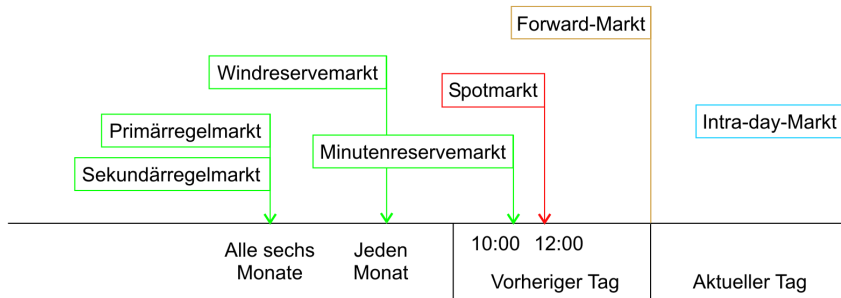 Forward-Markt
Windreservemarkt
Spotmarkt
Primärregelmarkt
Intra-day-Markt
Minutenreservemarkt
Sekundärregelmarkt
Alle sechs
Monate
Jeden
Monat
10:00
12:00
Vorheriger Tag
Aktueller Tag